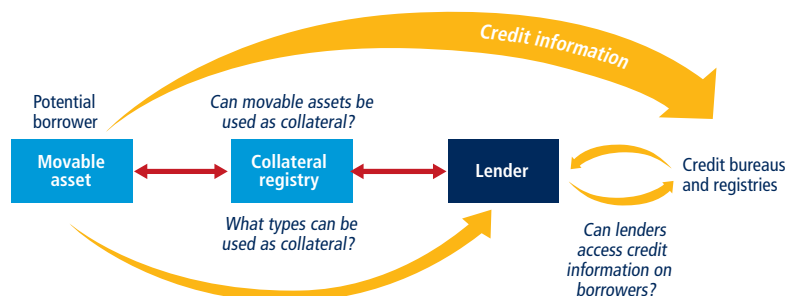 Credit information
Potential
borrower
Can movable assets be
used as collateral?
Movable
asset
Collateral
registry
Lender
Credit bureaus
and registries
What types can be
used as collateral?
Can lenders
access credit
information on
borrowers?